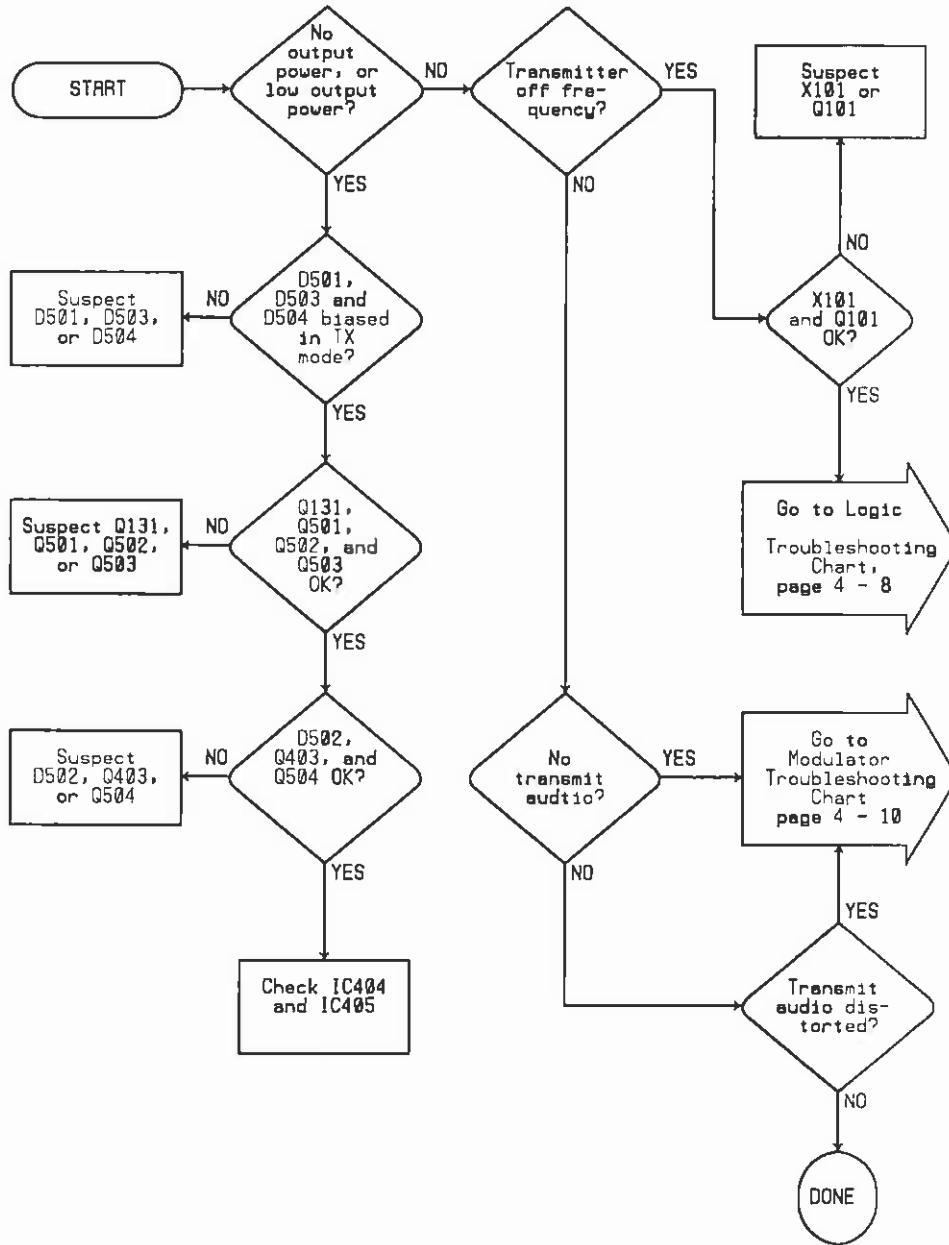 START
No
output
power, or
low output
power?
NO
YES
Transmitter
off fre-
quency?
YES
NO
Suspect
X101 or
Q101
NO
X101
and Q101
OK?
YES
Go to Logic
Troubleshooting
Chart,
page 4 - 8
D501,
D503 and
D504 biased
in TX
mode?
NO
YES
Suspect
D501, D503,
or D504
Q131,
Q501,
Q502, and
Q503
OK?
NO
YES
Suspect Q131,
Q501, Q502,
or Q503
D502,
Q403, and
Q504 OK?
NO
YES
Suspect
D502, Q403,
or Q504
Check IC404
and IC405
No
transmit
audtio?
YES
NO
Go to
Modulator
Troubleshooting
Chart
page 4 - 10
YES
Transmit
audio dis-
torted?
NO
DONE